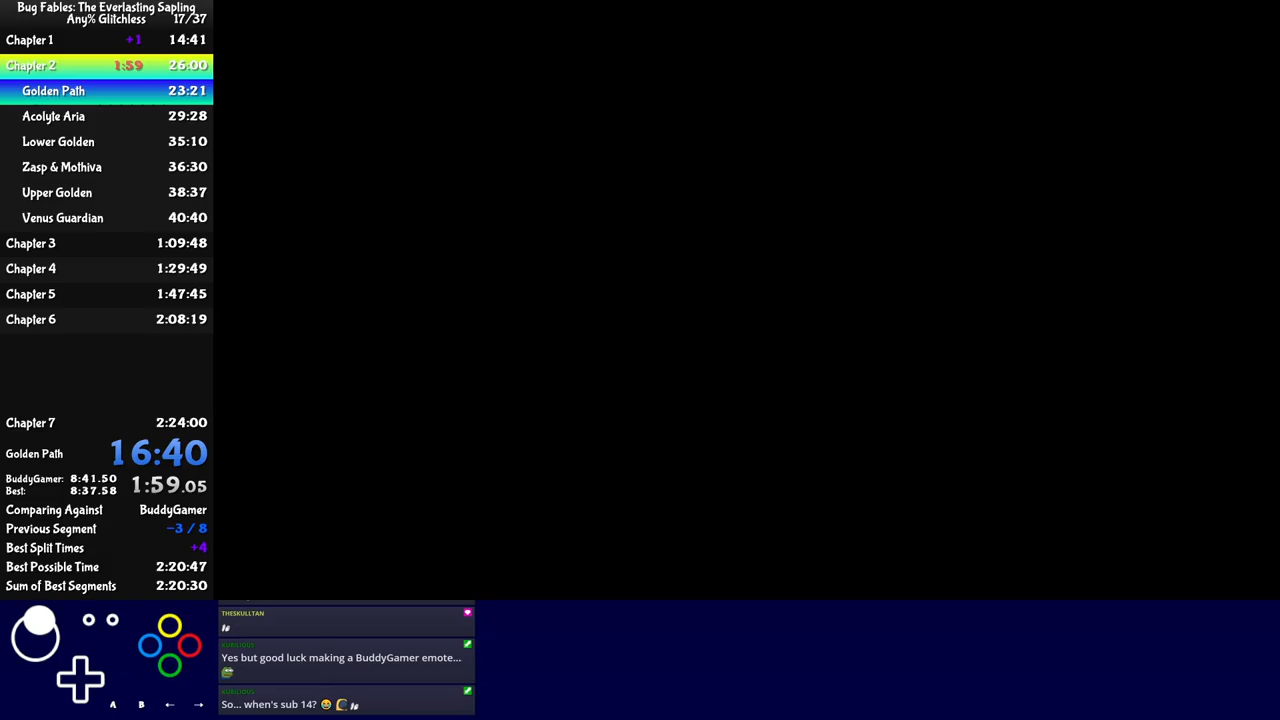 Bug Fables: The Everlasting Sapling
Any% Glitchless 17/37
Chapter 1 +1 14:41
Chapter 2 1:59 26:00
Golden Path 23:21
Acolyte Aria 29:28
Lower Golden 35:10
Zasp & Mothiva 36:30
Upper Golden 38:37
Venus Guardian 40:40
Chapter 3 1:09:48
Chapter 4 1:29:49
Chapter 5 1:47:45
Chapter 6 2:08:19
Chapter 7 2:24:00
Golden Path 16:40
BuddyGamer: 8:41.50 1:59.05
Best: 8:37.58
Comparing Against BuddyGamer
Previous Segment -3 / 8
Best Split Times +4
Best Possible Time 2:20:47
Sum of Best Segments 2:20:30
A B ← →
THESKULLTAN
Yes but good luck making a BuddyGamer emote...
So... when's sub 14?